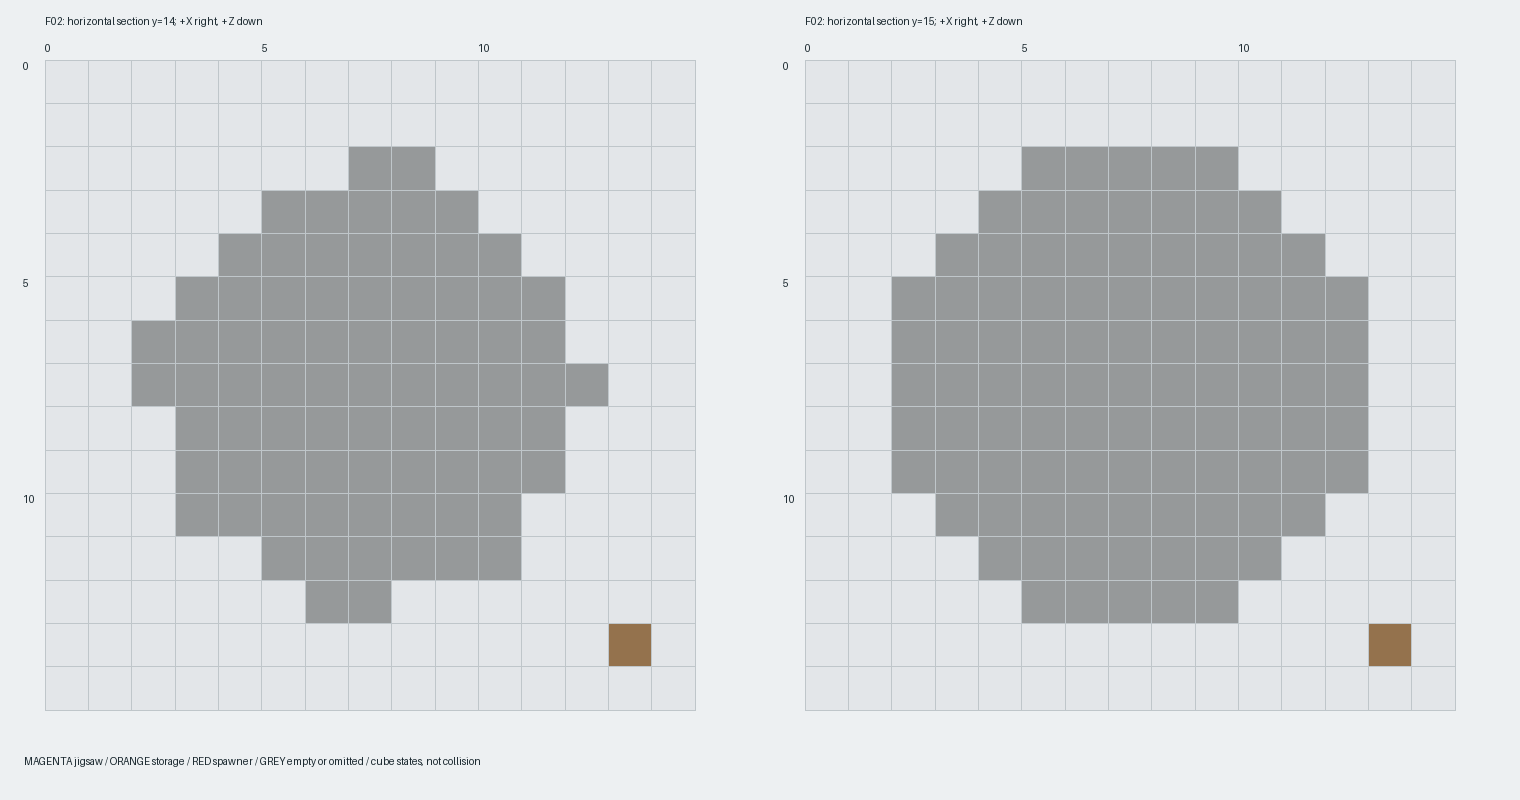 F02: horizontal section y=14; +X right, +Z down
F02: horizontal section y=15; +X right, +Z down
0 5 10
0 5 10
0
0
5
5
10
10
MAGENTA jigsaw / ORANGE storage / RED spawner / GREY empty or omitted / cube states, not collision